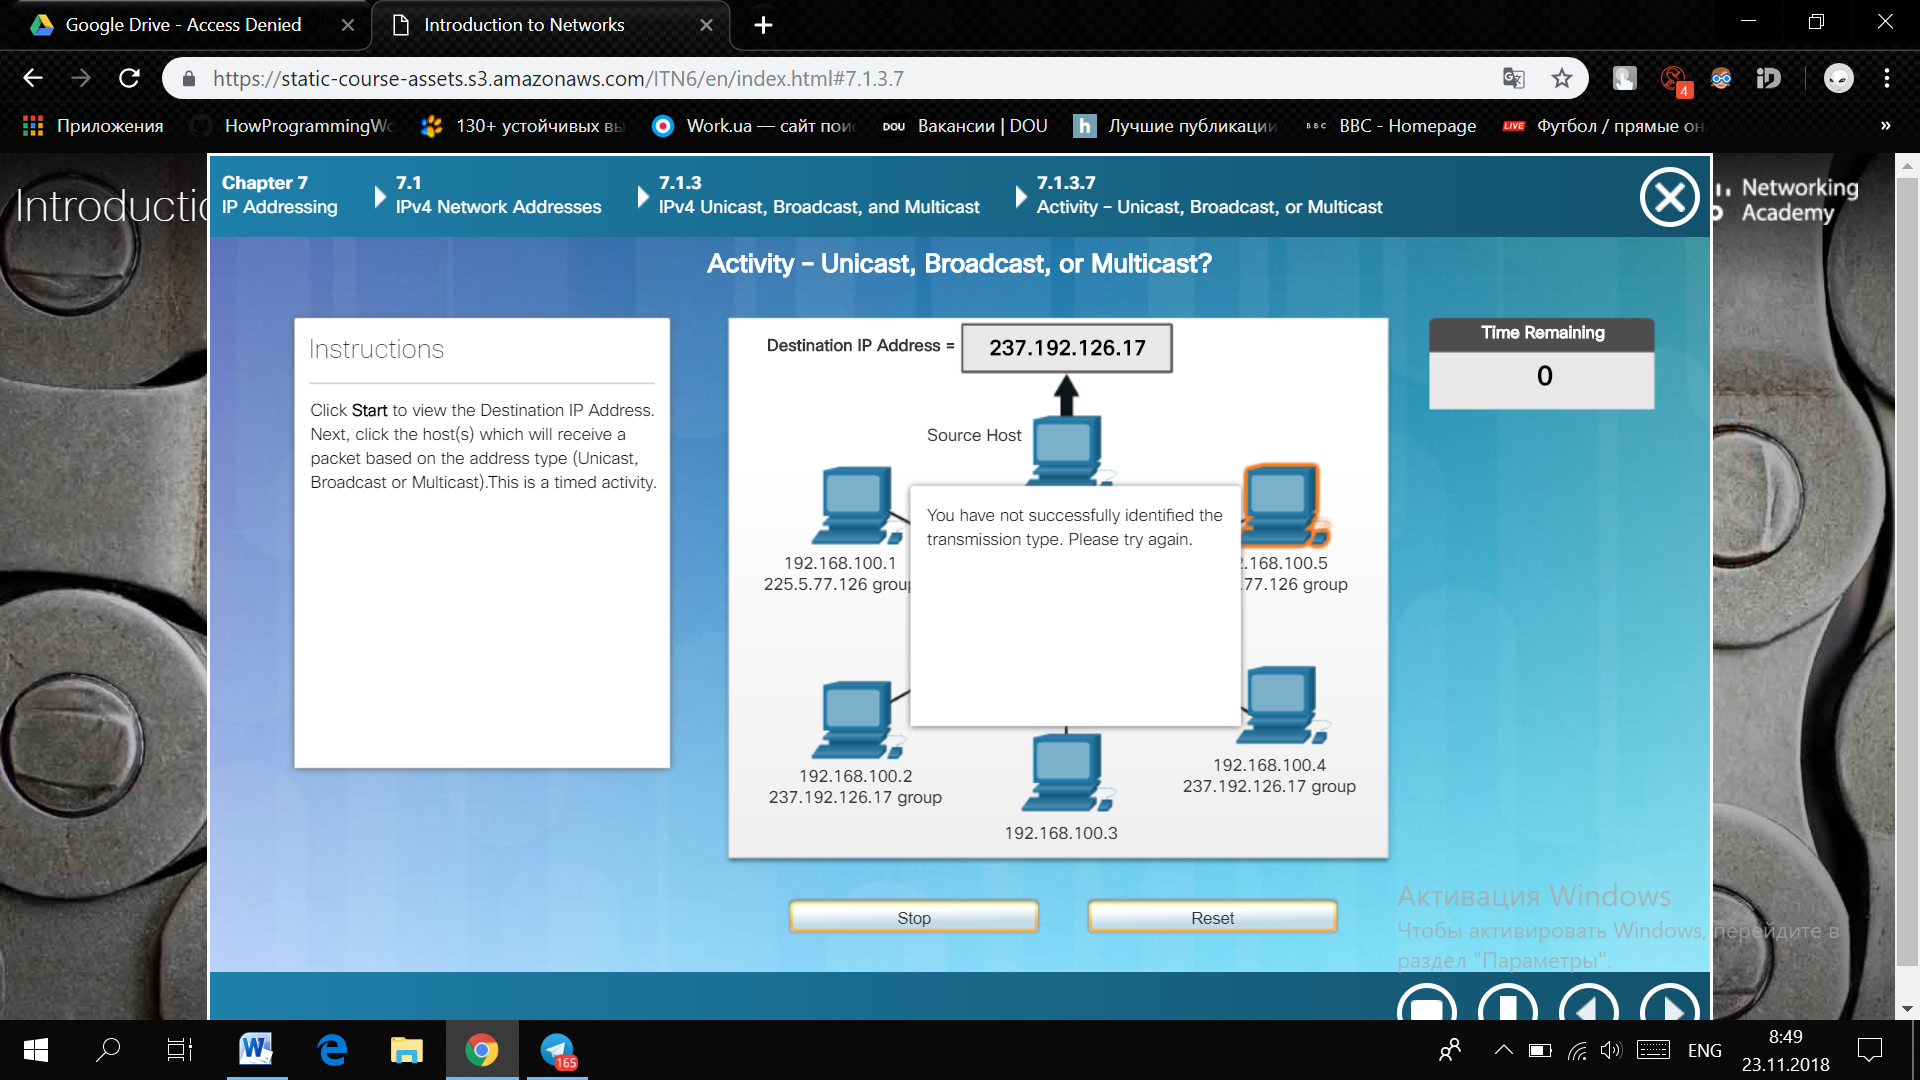 Google Drive - Access Denied
Introduction to Networks
https://static-course-assets.s3.amazonaws.com/ITN6/en/index.html#7.1.3.7
4
Приложения
HowProgrammingWo
130+ устойчивых вы
Work.ua — сайт пои
DOU Вакансии | DOU
h Лучшие публикации
BBC BBC - Homepage
LIVE Футбол / прямые он
Introductio
Chapter 7
IP Addressing
7.1
IPv4 Network Addresses
7.1.3
IPv4 Unicast, Broadcast, and Multicast
7.1.3.7
Activity – Unicast, Broadcast, or Multicast
Networking
Academy
Activity – Unicast, Broadcast, or Multicast?
Instructions
Click Start to view the Destination IP Address.
Next, click the host(s) which will receive a
packet based on the address type (Unicast,
Broadcast or Multicast).This is a timed activity.
Destination IP Address =
237.192.126.17
Time Remaining
0
Source Host
You have not successfully identified the
transmission type. Please try again.
192.168.100.1
225.5.77.126 group
.168.100.5
.77.126 group
192.168.100.2
237.192.126.17 group
192.168.100.3
192.168.100.4
237.192.126.17 group
Stop
Reset
Активация Windows
Чтобы активировать Windows, перейдите в
раздел "Параметры".
165
ENG
8:49
23.11.2018